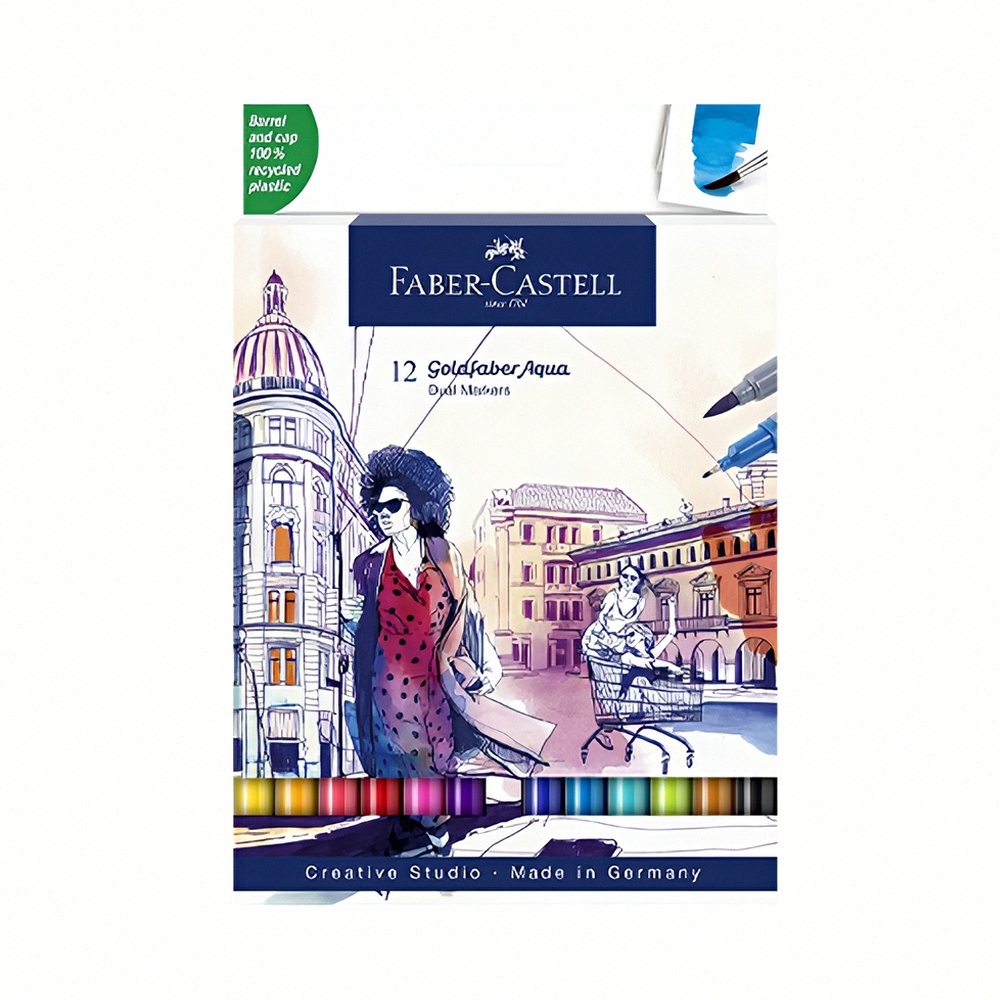 Barrel
and cap
100%
recycled
plastic
FABER-CASTELL
12 Goldfaber Aqua
Dual Markers
Creative Studio · Made in Germany